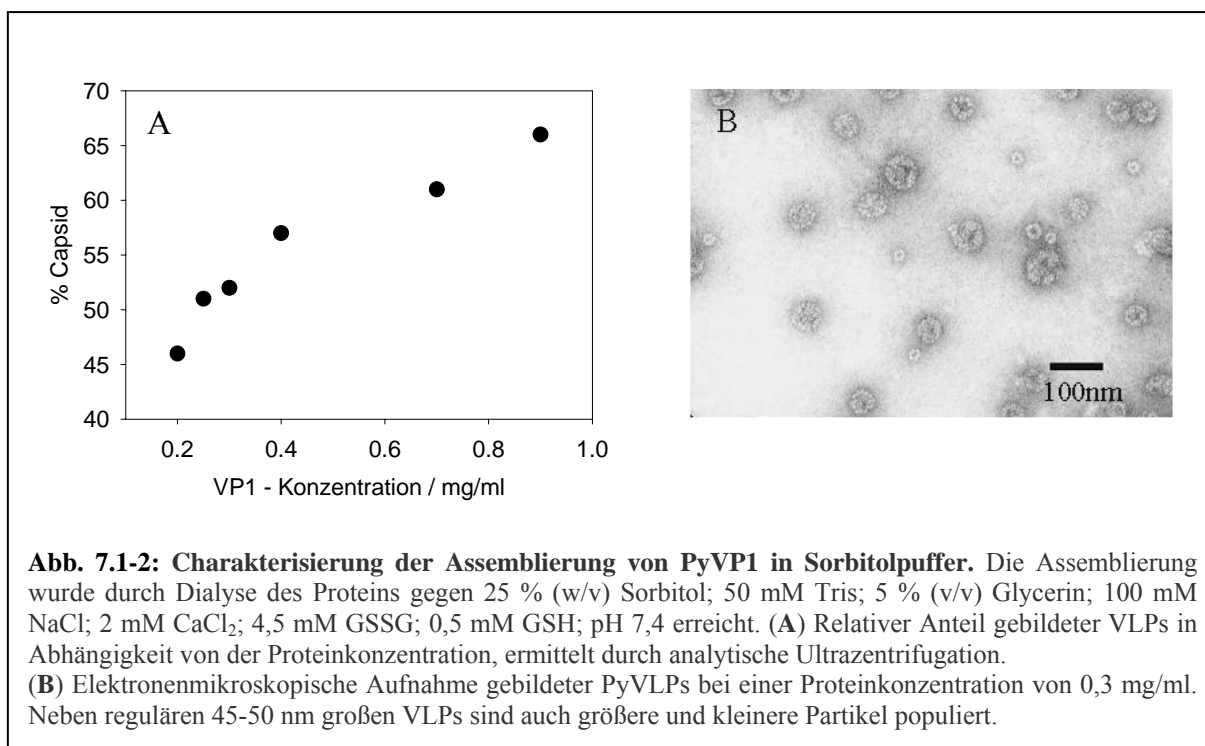 A
70
65
60
55
50
45
40
% Capsid
0.2 0.4 0.6 0.8 1.0
VP1 - Konzentration / mg/ml
B
100nm
Abb. 7.1-2: Charakterisierung der Assemblierung von PyVP1 in Sorbitolpuffer. Die Assemblierung
wurde durch Dialyse des Proteins gegen 25 % (w/v) Sorbitol; 50 mM Tris; 5 % (v/v) Glycerin; 100 mM
NaCl; 2 mM CaCl₂; 4,5 mM GSSG; 0,5 mM GSH; pH 7,4 erreicht. (A) Relativer Anteil gebildeter VLPs in
Abhängigkeit von der Proteinkonzentration, ermittelt durch analytische Ultrazentrifugation.
(B) Elektronenmikroskopische Aufnahme gebildeter PyVLPs bei einer Proteinkonzentration von 0,3 mg/ml.
Neben regulären 45-50 nm großen VLPs sind auch größere und kleinere Partikel populiert.